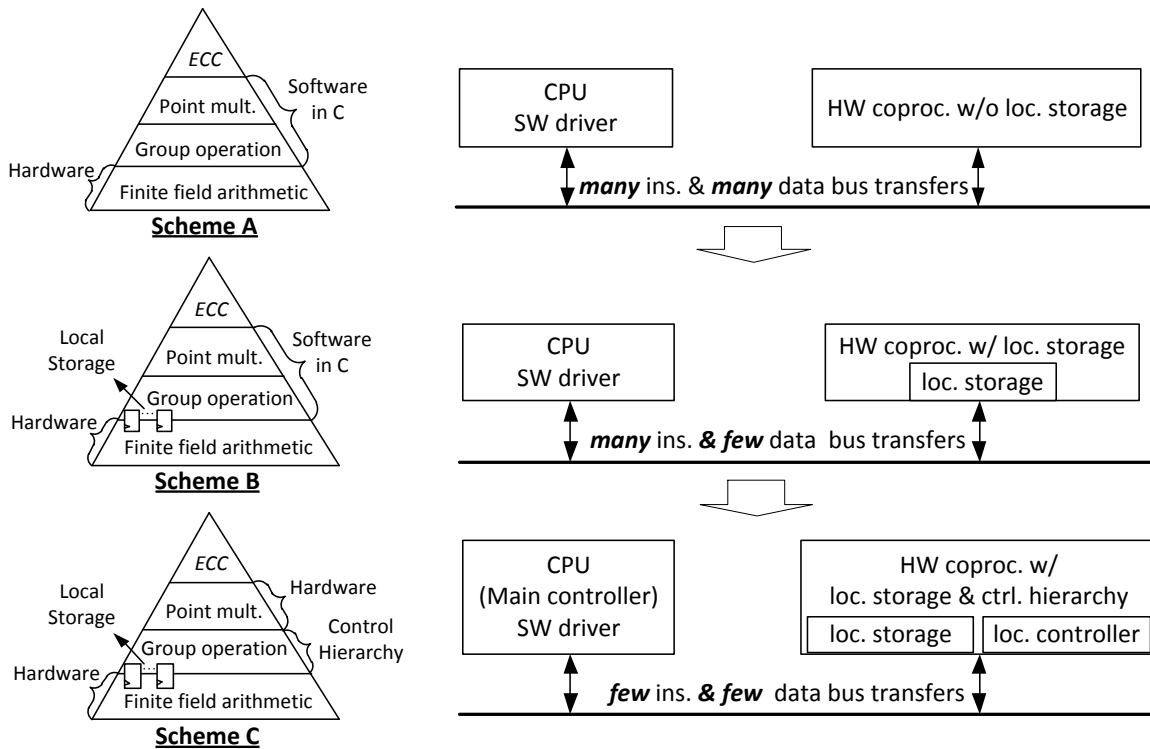 ECC
Point mult.
Group operation
Finite field arithmetic
Hardware
Software
in C
Scheme A
CPU
SW driver
HW coproc. w/o loc. storage
many ins. & many data bus transfers
ECC
Point mult.
Group operation
Finite field arithmetic
Local
Storage
...
Hardware
Software
in C
Scheme B
CPU
SW driver
HW coproc. w/ loc. storage
loc. storage
many ins. & few data bus transfers
ECC
Point mult.
Group operation
Finite field arithmetic
Local
Storage
...
Hardware
Hardware
Control
Hierarchy
Scheme C
CPU
(Main controller)
SW driver
HW coproc. w/
loc. storage & ctrl. hierarchy
loc. storage
loc. controller
few ins. & few data bus transfers